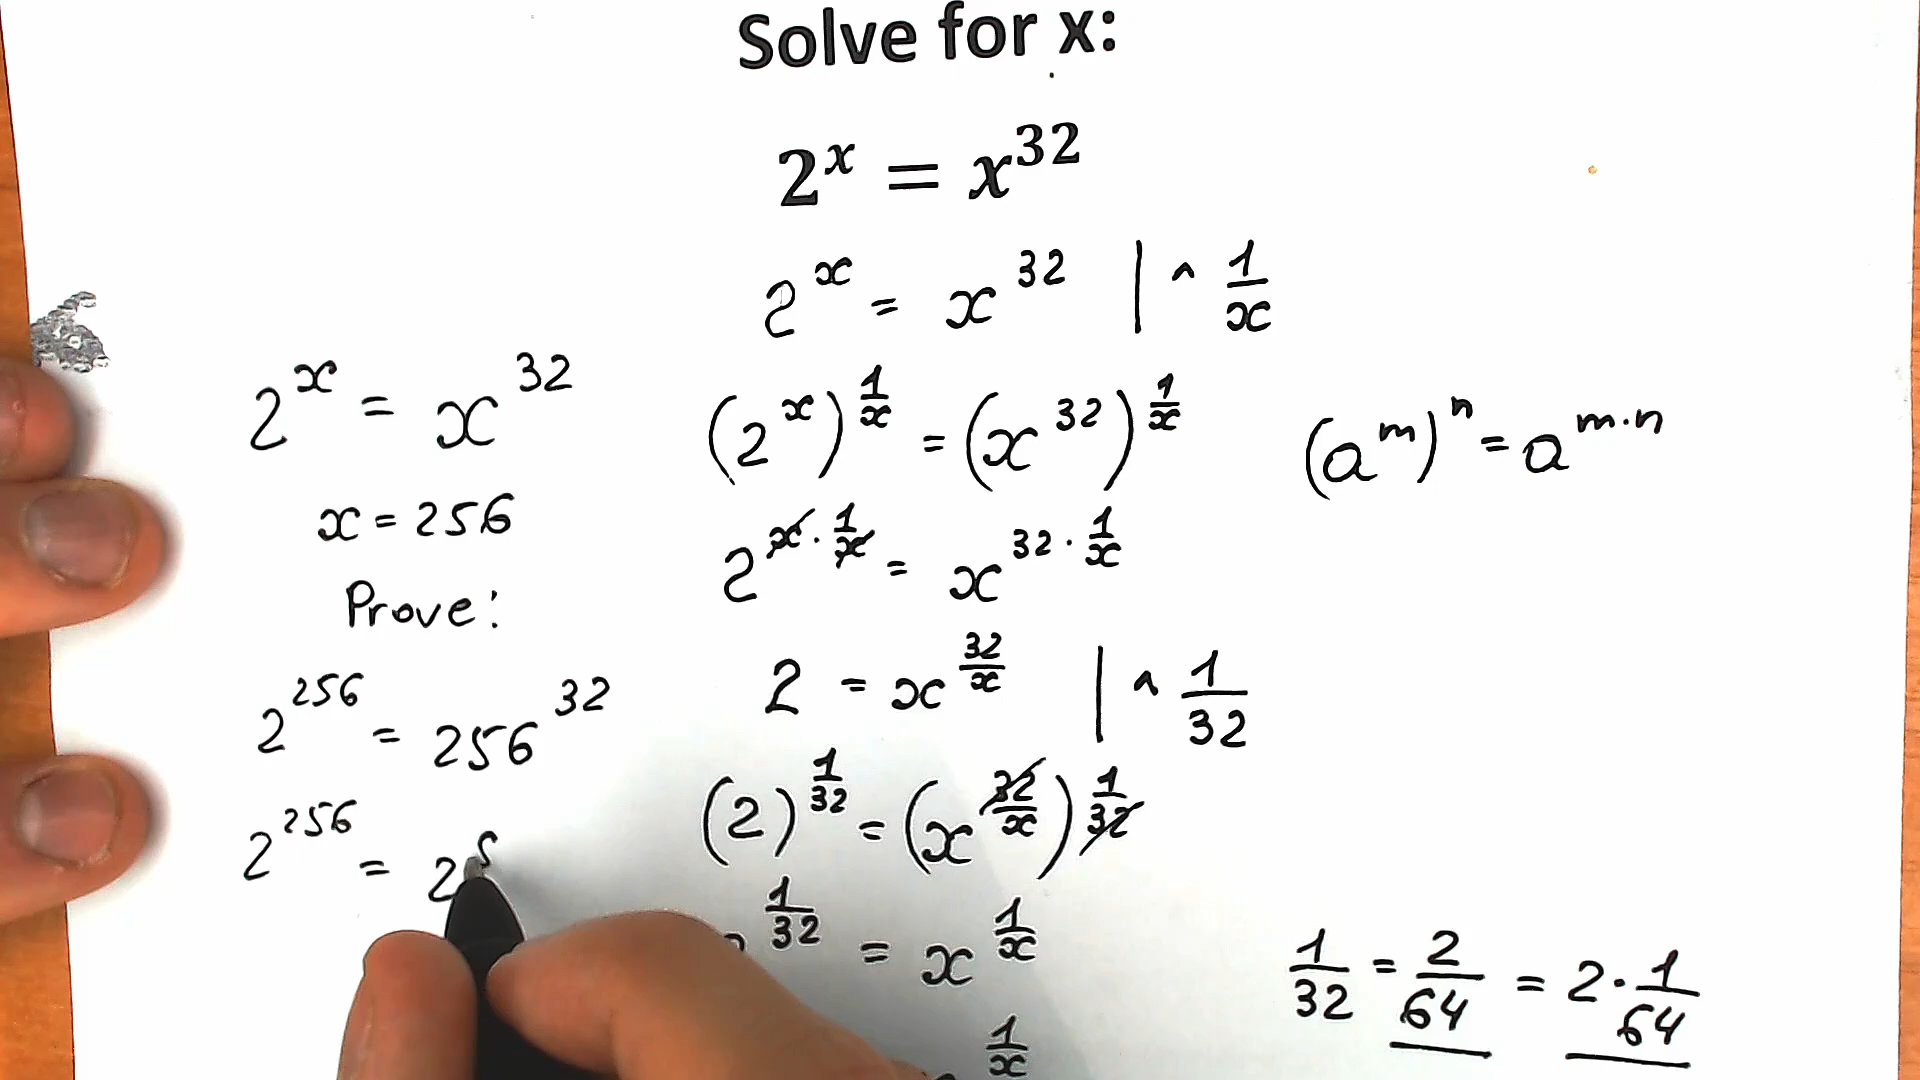 Solve for x:
2^x = x^32
2^x = x^32 | ^ 1/x
(2^x)^(1/x) = (x^32)^(1/x)
2^(x · 1/x) = x^(32 · 1/x)
2 = x^(32/x) | ^ 1/32
(2)^(1/32) = (x^(32/x))^(1/32)
^(1/32) = x^(1/x)
1/x
2^x = x^32
x = 256
Prove:
2^256 = 256^32
2^256 = 2
(a^m)^n = a^(m·n)
1/32 = 2/64 = 2 · 1/64